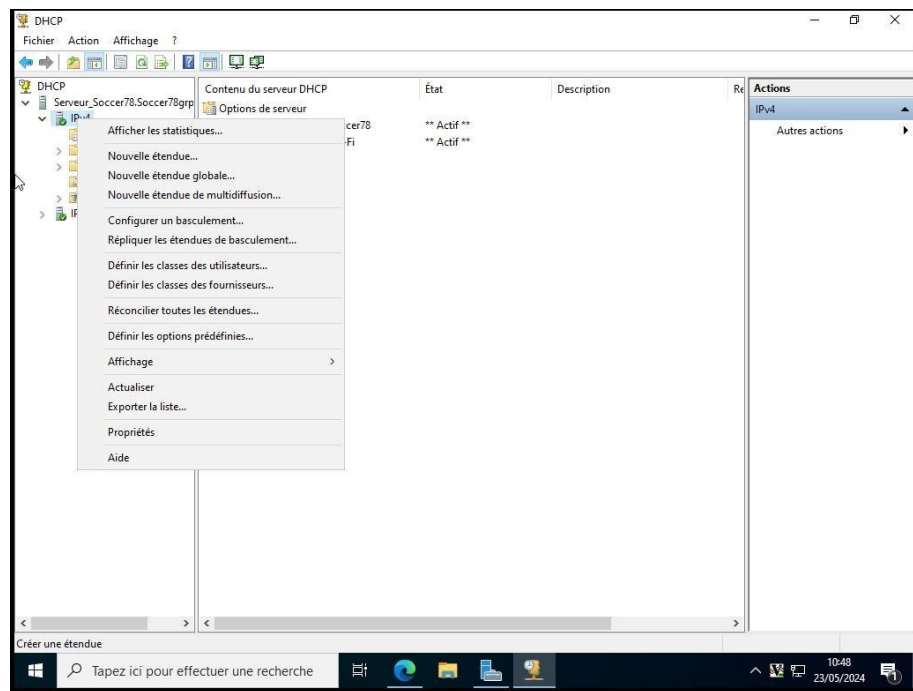 DHCP
Fichier Action Affichage ?
DHCP
Serveur_Soccer78.Soccer78grp
IPv4
Contenu du serveur DHCP État Description Re
Options de serveur
cer78 ** Actif **
-Fi ** Actif **
Actions
IPv4
Autres actions
Afficher les statistiques...
Nouvelle étendue...
Nouvelle étendue globale...
Nouvelle étendue de multidiffusion...
Configurer un basculement...
Répliquer les étendues de basculement...
Définir les classes des utilisateurs...
Définir les classes des fournisseurs...
Réconcilier toutes les étendues...
Définir les options prédéfinies...
Affichage
Actualiser
Exporter la liste...
Propriétés
Aide
Créer une étendue
Tapez ici pour effectuer une recherche
10:48
23/05/2024
1